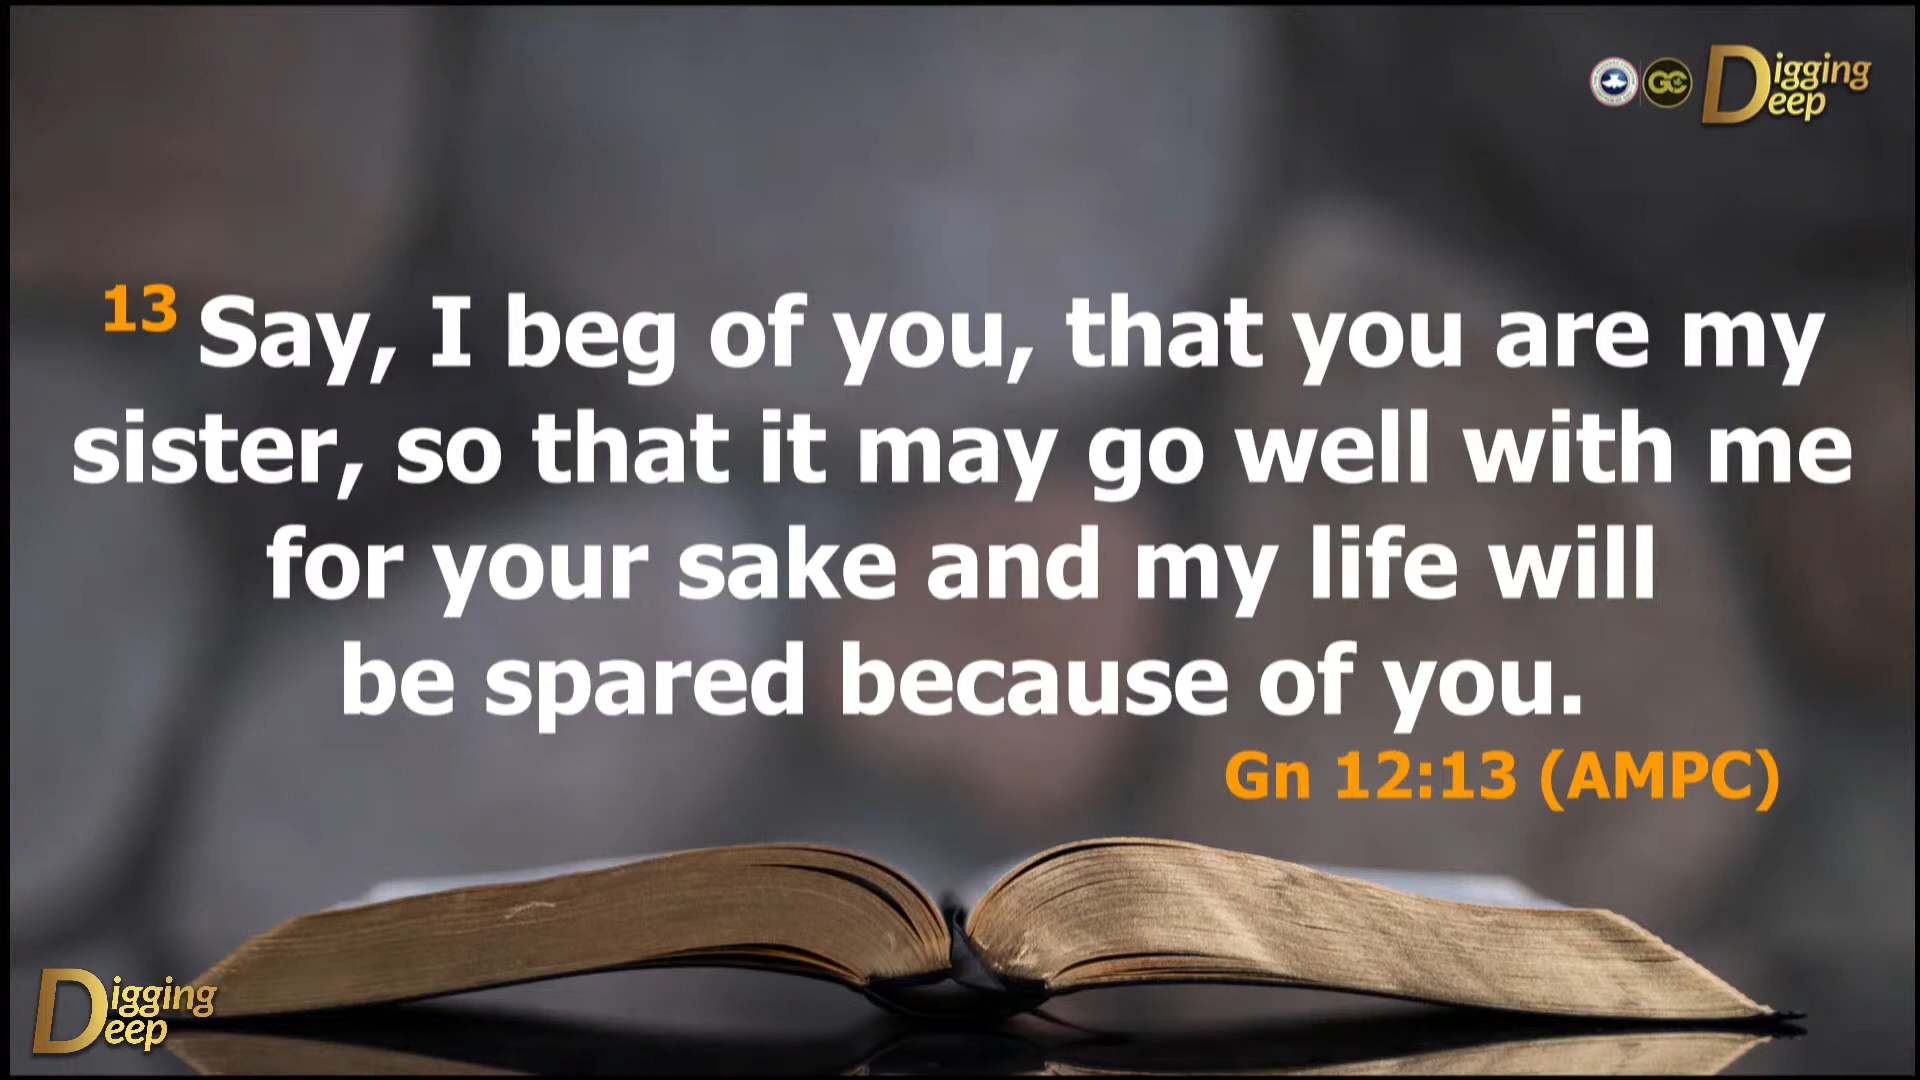 Digging
Deep
13 Say, I beg of you, that you are my
sister, so that it may go well with me
for your sake and my life will
be spared because of you.
Gn 12:13 (AMPC)
Digging
Deep